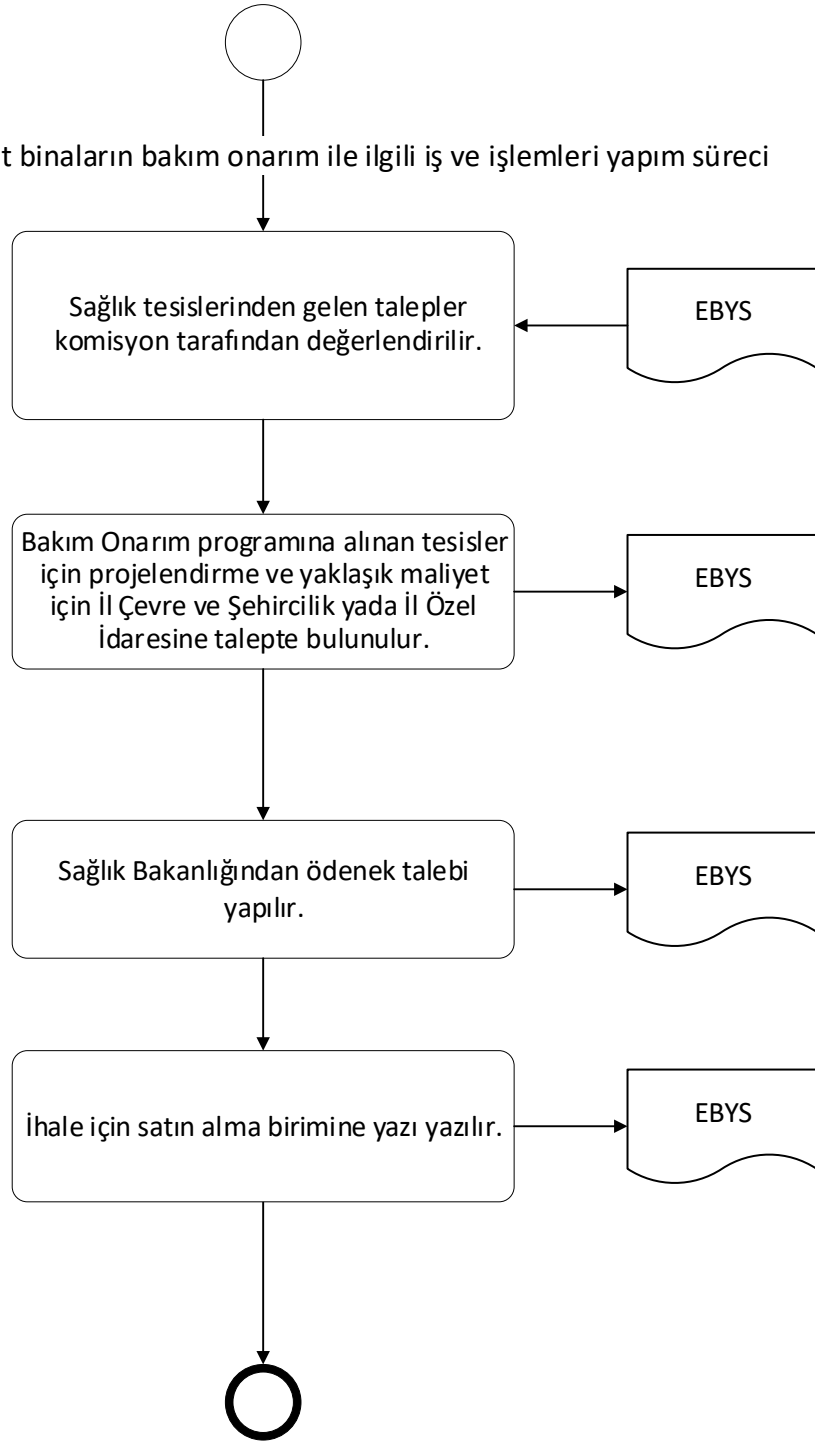 t binaların bakım onarım ile ilgili iş ve işlemleri yapım süreci
Sağlık tesislerinden gelen talepler
komisyon tarafından değerlendirilir.
EBYS
Bakım Onarım programına alınan tesisler
için projelendirme ve yaklaşık maliyet
için İl Çevre ve Şehircilik yada İl Özel
İdaresine talepte bulunulur.
EBYS
Sağlık Bakanlığından ödenek talebi
yapılır.
EBYS
İhale için satın alma birimine yazı yazılır.
EBYS